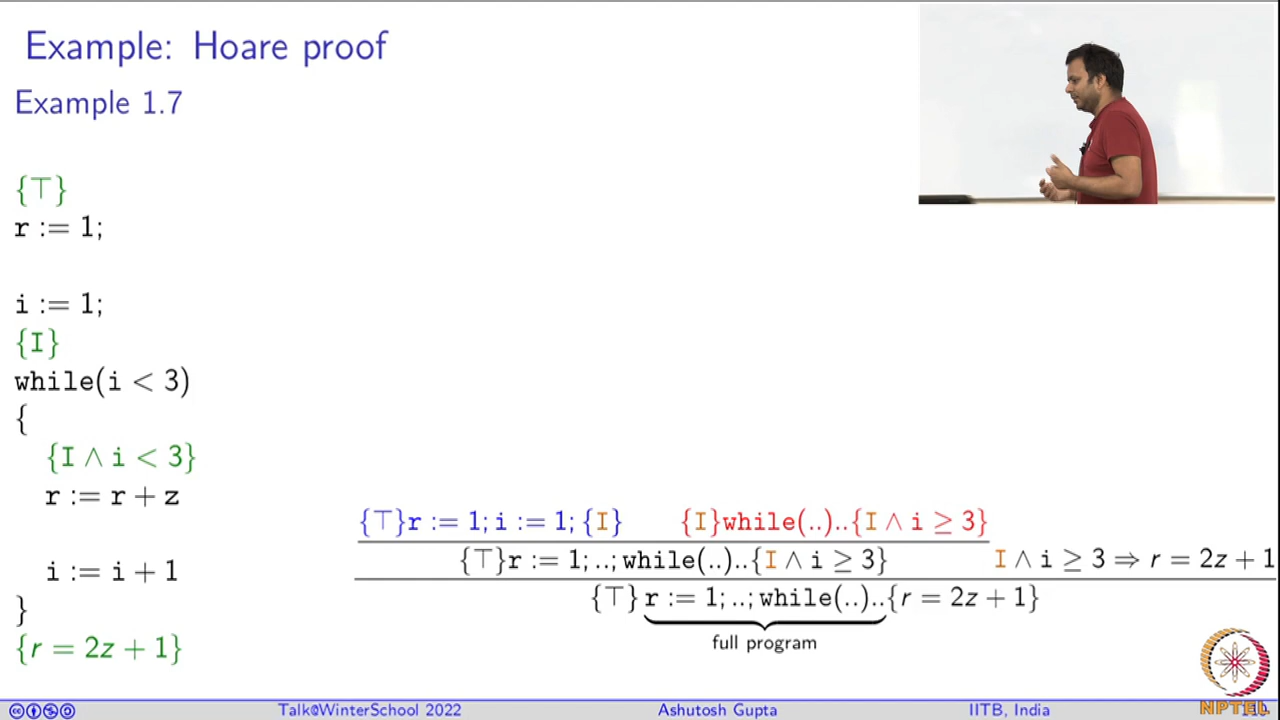 Example: Hoare proof
Example 1.7
{⊤}
r := 1;
i := 1;
{I}
while(i < 3)
{
{I ∧ i < 3}
r := r + z
i := i + 1
}
{r = 2z + 1}
{⊤}r := 1; i := 1; {I} {I}while(..)..{I ∧ i ≥ 3}
{⊤}r := 1; ..; while(..)..{I ∧ i ≥ 3} I ∧ i ≥ 3 ⇒ r = 2z + 1
{⊤} r := 1; ..; while(..)..{r = 2z + 1}
full program
Talk@WinterSchool 2022 Ashutosh Gupta IITB, India
NPTEL